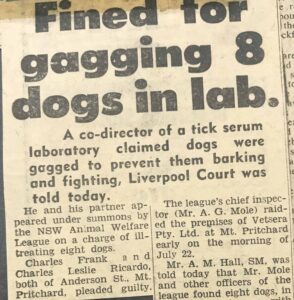 Fined for
gagging 8
dogs in lab.
A co-director of a tick serum
laboratory claimed dogs were
gagged to prevent them barking
and fighting, Liverpool Court was
told today.
He and his partner ap-
peared under summons by
the NSW Animal Welfare
League on a charge of ill-
treating eight dogs.
Charles Frank and
Charles Leslie Ricardo,
both of Anderson St., Mt.
Pritchard, pleaded guilty.
The league's chief inspec-
tor (Mr. A. G. Mole) raid-
ed the premises of Vetsera
Pty. Ltd. at Mt. Pritchard
early on the morning of
July 22.
Mr. A. M. Hall, SM, was
told today that Mr. Mole
and other officers of the
league found eight dogs, in